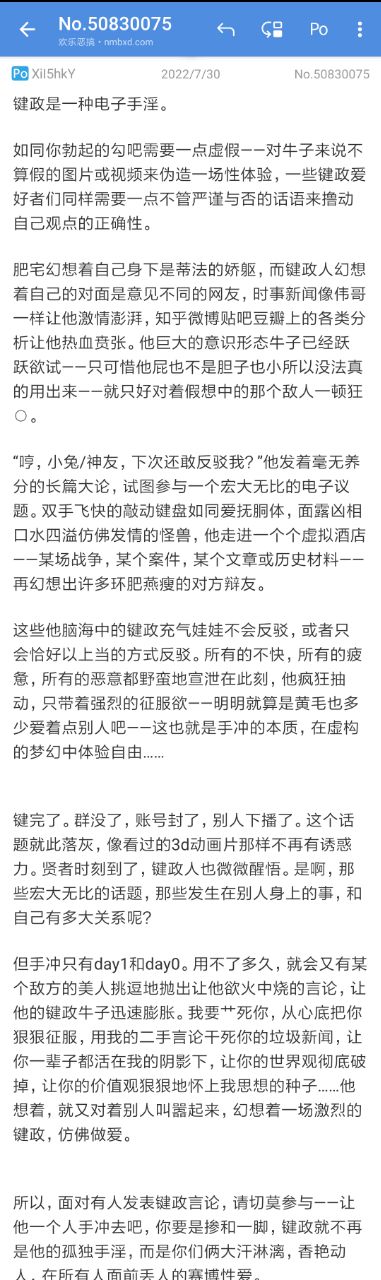 No.50830075
欢乐恶搞・nmbxd.com
Po
Po XiI5hkY 2022/7/30 No.50830075
键政是一种电子手淫。
如同你勃起的勾吧需要一点虚假——对牛子来说不
算假的图片或视频来伪造一场性体验，一些键政爱
好者们同样需要一点不管严谨与否的话语来撸动
自己观点的正确性。
肥宅幻想着自己身下是蒂法的娇躯，而键政人幻想
着自己的对面是意见不同的网友，时事新闻像伟哥
一样让他激情澎湃，知乎微博贴吧豆瓣上的各类分
析让他热血贲张。他巨大的意识形态牛子已经跃
跃欲试——只可惜他屁也不是胆子也小所以没法真
的用出来——就只好对着假想中的那个敌人一顿狂
○。
“哼，小兔/神友，下次还敢反驳我？”他发着毫无养
分的长篇大论，试图参与一个宏大无比的电子议
题。双手飞快的敲动键盘如同爱抚胴体，面露凶相
口水四溢仿佛发情的怪兽，他走进一个个虚拟酒店
——某场战争，某个案件，某个文章或历史材料——
再幻想出许多环肥燕瘦的对方辩友。
这些他脑海中的键政充气娃娃不会反驳，或者只
会恰好以上当的方式反驳。所有的不快，所有的疲
惫，所有的恶意都野蛮地宣泄在此刻，他疯狂抽
动，只带着强烈的征服欲——明明就算是黄毛也多
少爱着点别人吧——这也就是手冲的本质，在虚构
的梦幻中体验自由……
键完了。群没了，账号封了，别人下播了。这个话
题就此落灰，像看过的3d动画片那样不再有诱惑
力。贤者时刻到了，键政人也微微醒悟。是啊，那
些宏大无比的话题，那些发生在别人身上的事，和
自己有多大关系呢？
但手冲只有day1和day0。用不了多久，就会又有某
个敌方的美人挑逗地抛出让他欲火中烧的言论，让
他的键政牛子迅速膨胀。我要艹死你，从心底把你
狠狠征服，用我的二手言论干死你的垃圾新闻，让
你一辈子都活在我的阴影下，让你的世界观彻底破
掉，让你的价值观狠狠地怀上我思想的种子……他
想着，就又对着别人叫嚣起来，幻想着一场激烈的
键政，仿佛做爱。
所以，面对有人发表键政言论，请切莫参与——让
他一个人手冲去吧，你要是掺和一脚，键政就不再
是他的孤独手淫，而是你们俩大汗淋漓，香艳动
人，在所有人面前丢人的赛博性爱。